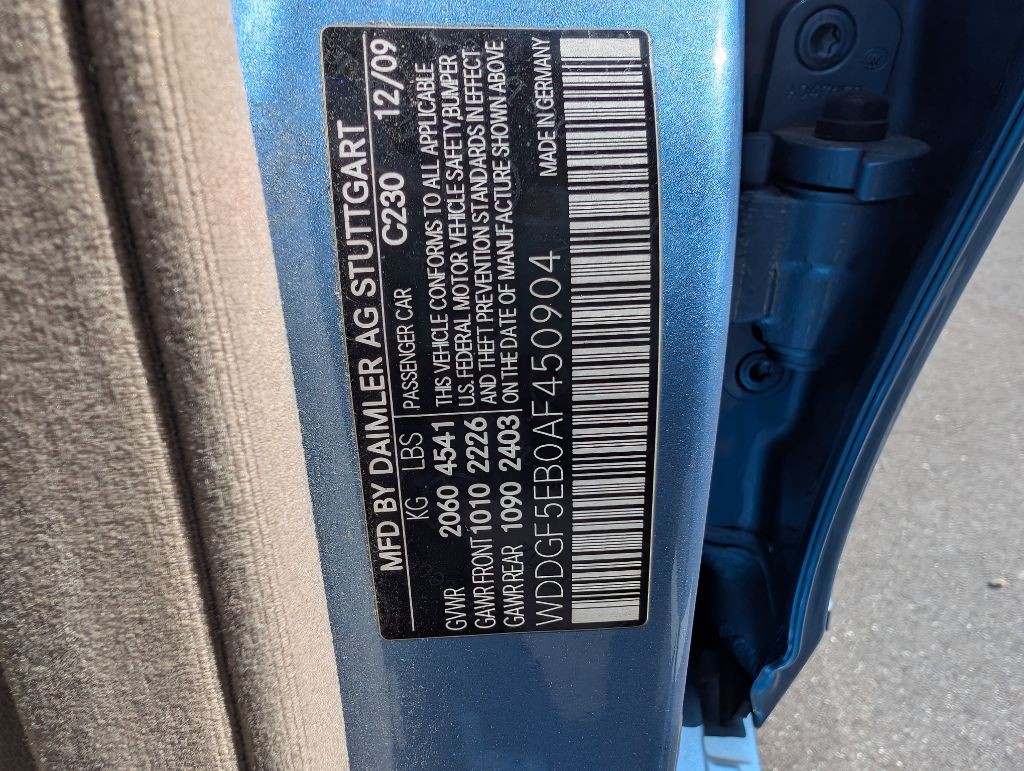 MFD BY DAIMLER AG STUTTGART
KG LBS PASSENGER CAR C230 12/09
GVWR 2060 4541 THIS VEHICLE CONFORMS TO ALL APPLICABLE
GAWR FRONT 1010 2226 U.S. FEDERAL MOTOR VEHICLE SAFETY,BUMPER
GAWR REAR 1090 2403 AND THEFT PREVENTION STANDARDS IN EFFECT
ON THE DATE OF MANUFACTURE SHOWN ABOVE
WDDGF5EB0AF450904 MADE IN GERMANY